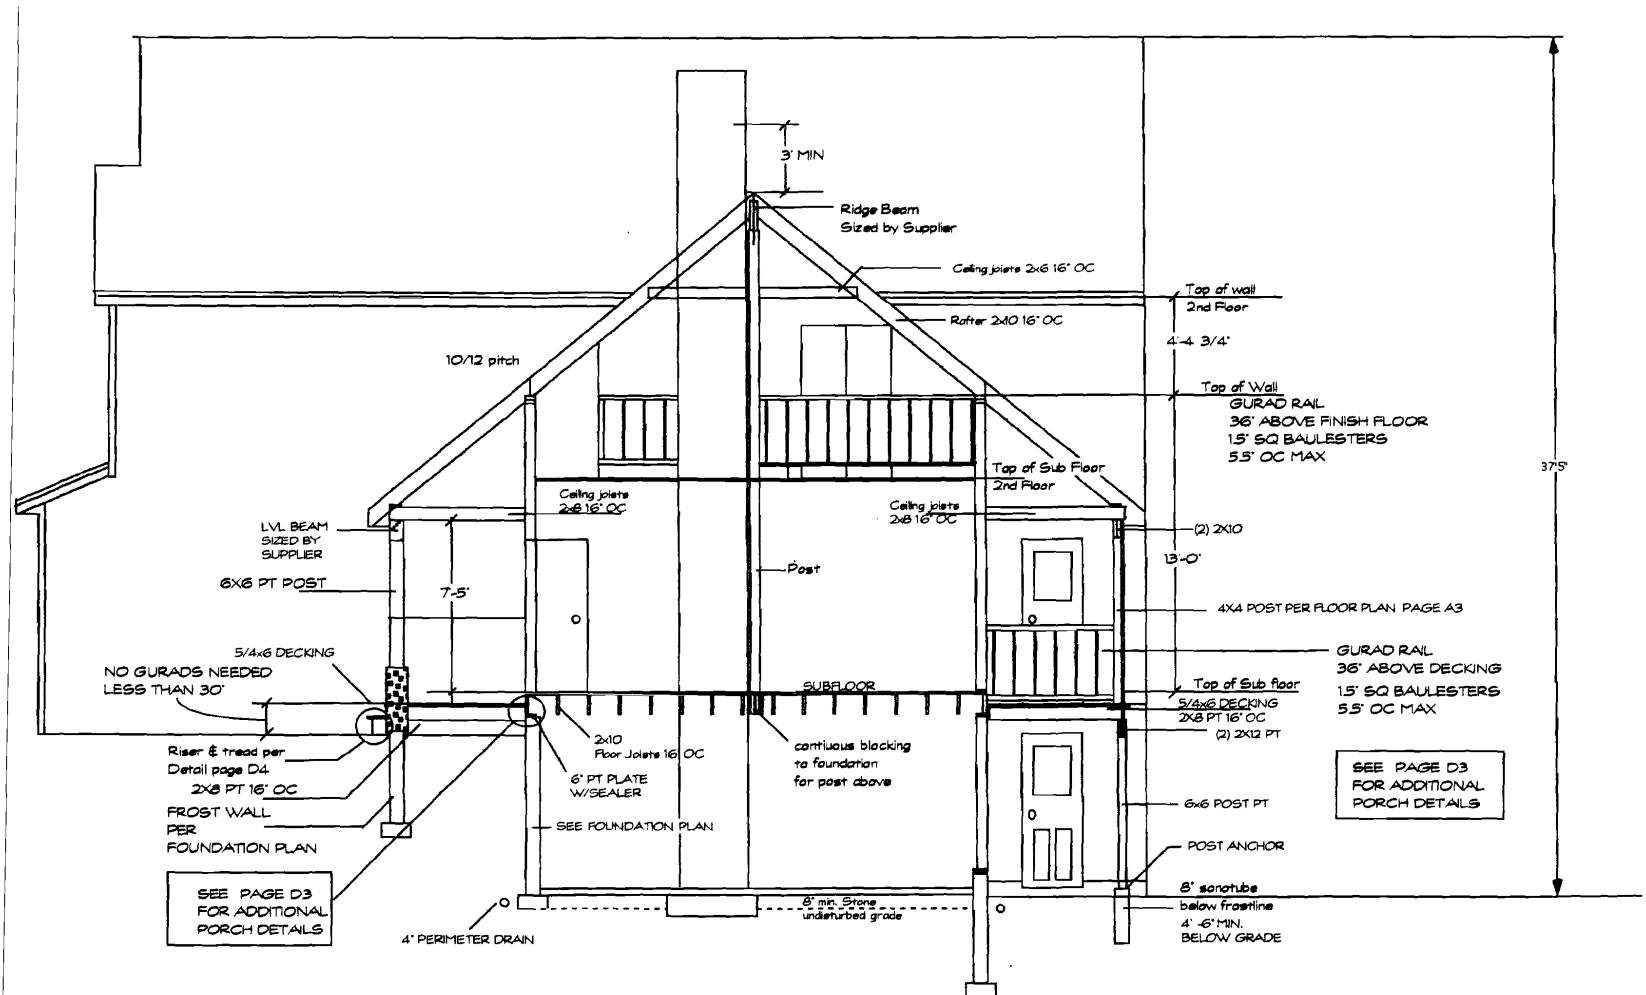 3' MIN
Ridge Beam
Sized by Supplier
Ceiling joists 2x6 16" OC
Top of wall
2nd Floor
Rafter 2x10 16" OC
4'-4 3/4"
10/12 pitch
Top of Wall
GURAD RAIL
36" ABOVE FINISH FLOOR
1.5" SQ BAULESTERS
5.5" OC MAX
37'5"
Top of Sub Floor
2nd Floor
Ceiling joists
2x8 16" OC
Ceiling joists
2x8 16" OC
LVL BEAM
SIZED BY
SUPPLIER
(2) 2X10
13'-0"
6X6 PT POST
7'-5"
Post
4X4 POST PER FLOOR PLAN PAGE A3
5/4x6 DECKING
NO GURADS NEEDED
LESS THAN 30"
GURAD RAIL
36" ABOVE DECKING
1.5" SQ BAULESTERS
5.5" OC MAX
SUBFLOOR
Top of Sub floor
5/4x6 DECKING
2X8 PT 16" OC
(2) 2X12 PT
2x10
Floor Joists 16 OC
contiuous blocking
to foundation
for post above
Riser & tread per
Detail page D4
2X8 PT 16" OC
6" PT PLATE
W/SEALER
SEE PAGE D3
FOR ADDITIONAL
PORCH DETAILS
6x6 POST PT
FROST WALL
PER
FOUNDATION PLAN
SEE FOUNDATION PLAN
POST ANCHOR
SEE PAGE D3
FOR ADDITIONAL
PORCH DETAILS
8" min. Stone
undisturbed grade
8" sonotube
below frostline
4'-6" MIN.
BELOW GRADE
4" PERIMETER DRAIN